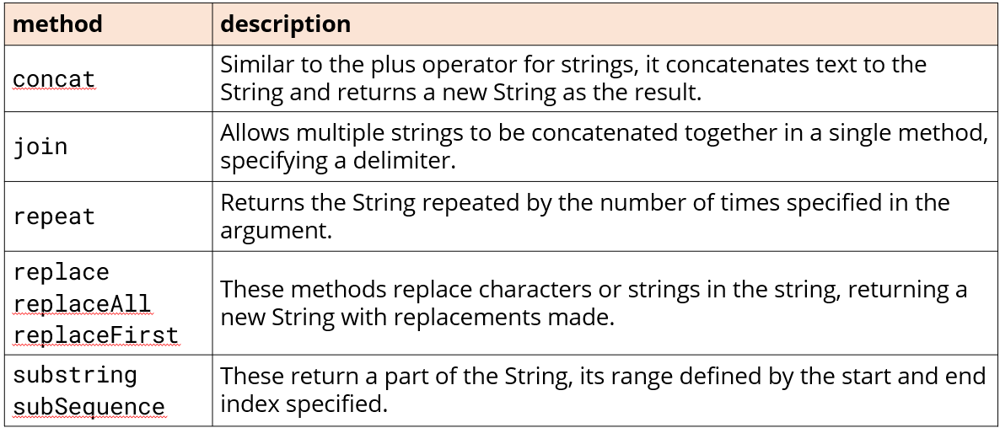 method description
concat
Similar to the plus operator for strings, it concatenates text to the
String and returns a new String as the result.
join
Allows multiple strings to be concatenated together in a single method,
specifying a delimiter.
repeat
Returns the String repeated by the number of times specified in the
argument.
replace
replaceAll
replaceFirst
These methods replace characters or strings in the string, returning a
new String with replacements made.
substring
subSequence
These return a part of the String, its range defined by the start and end
index specified.